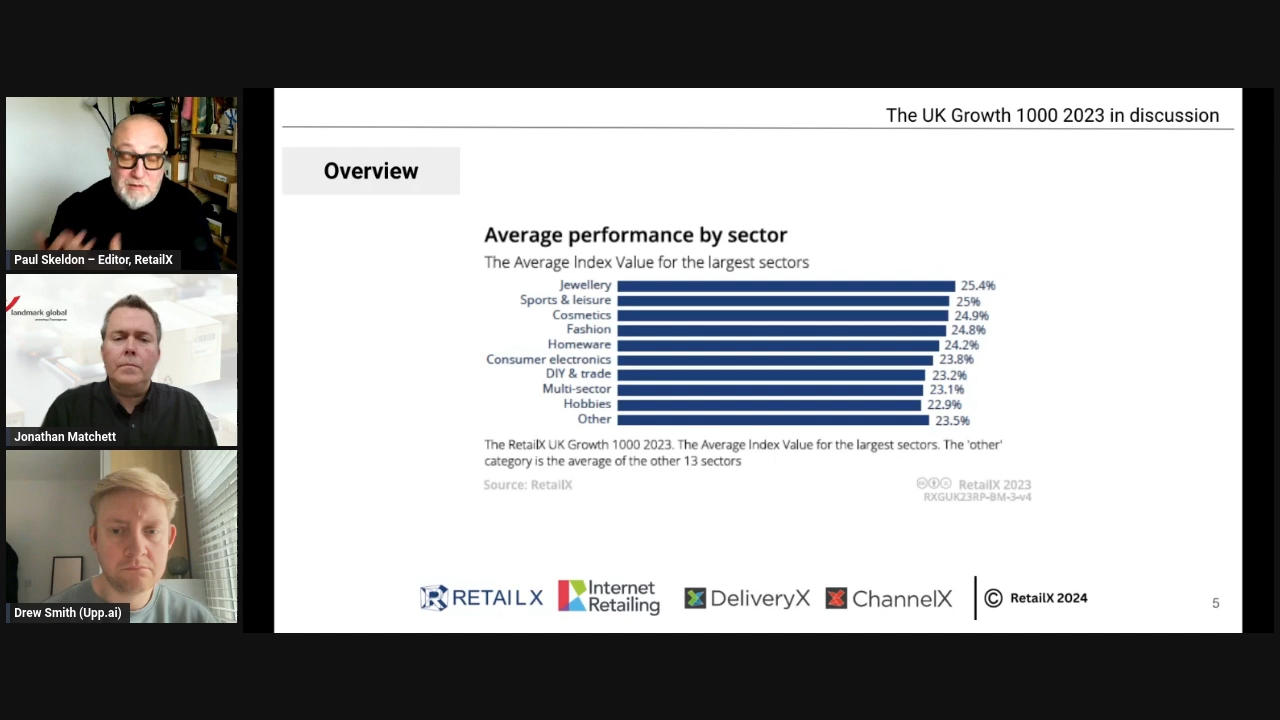 The UK Growth 1000 2023 in discussion
Overview
Average performance by sector
The Average Index Value for the largest sectors
Jewellery 25.4%
Sports & leisure 25%
Cosmetics 24.9%
Fashion 24.8%
Homeware 24.2%
Consumer electronics 23.8%
DIY & trade 23.2%
Multi-sector 23.1%
Hobbies 22.9%
Other 23.5%
The RetailX UK Growth 1000 2023. The Average Index Value for the largest sectors. The 'other'
category is the average of the other 13 sectors
Source: RetailX
RetailX 2023
RXGUK23RP-BM-3-v4
RETAIL X
Internet
Retailing
DeliveryX
ChannelX
© RetailX 2024
5
Paul Skeldon – Editor, RetailX
landmark global
Jonathan Matchett
Drew Smith (Upp.ai)